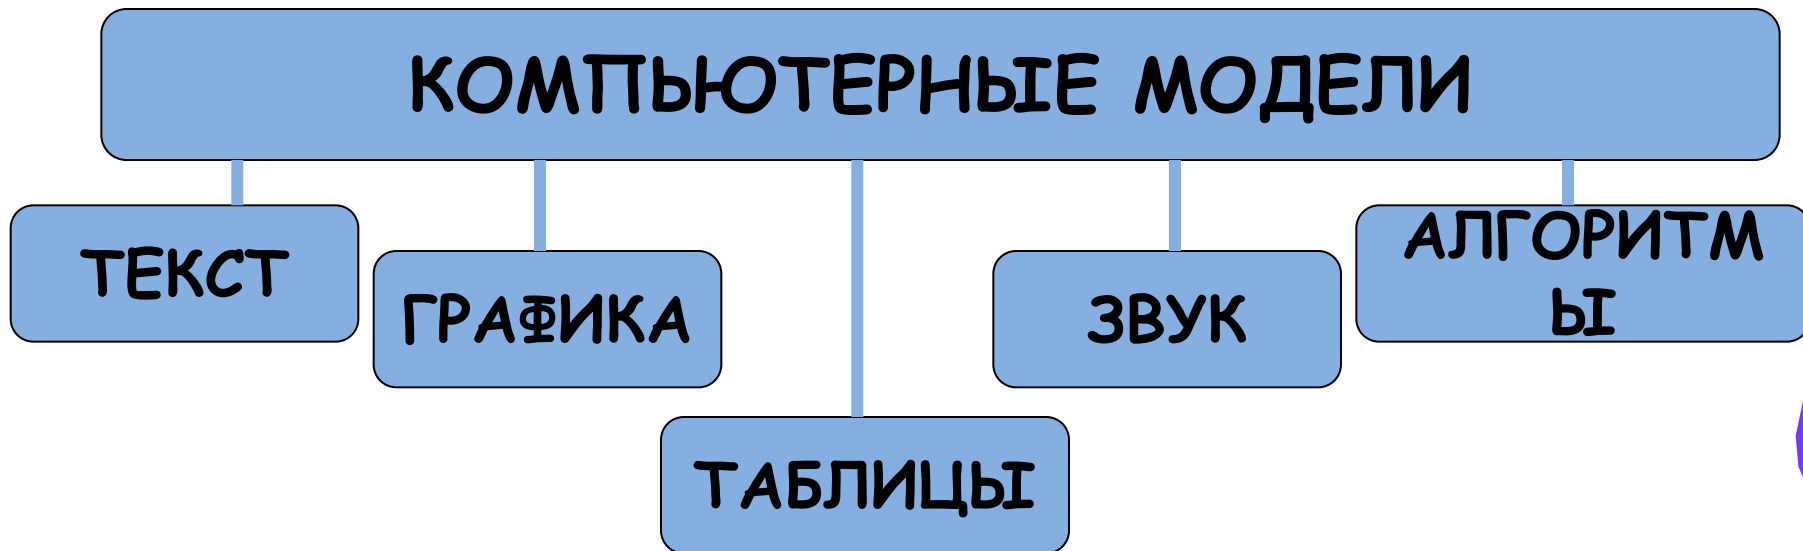 КОМПЬЮТЕРНЫЕ МОДЕЛИ
ТЕКСТ
ГРАФИКА
ТАБЛИЦЫ
ЗВУК
АЛГОРИТМ
Ы